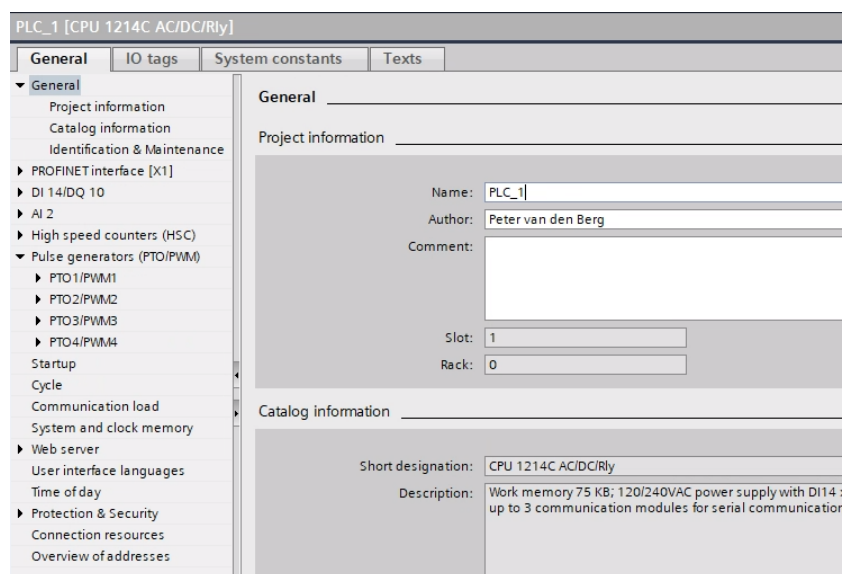 PLC_1 [CPU 1214C AC/DC/Rly]
General IO tags System constants Texts
General
Project information
Catalog information
Identification & Maintenance
PROFINET interface [X1]
DI 14/DQ 10
AI 2
High speed counters (HSC)
Pulse generators (PTO/PWM)
PTO1/PWM1
PTO2/PWM2
PTO3/PWM3
PTO4/PWM4
Startup
Cycle
Communication load
System and clock memory
Web server
User interface languages
Time of day
Protection & Security
Connection resources
Overview of addresses
General
Project information
Name: PLC_1
Author: Peter van den Berg
Comment:
Slot: 1
Rack: 0
Catalog information
Short designation: CPU 1214C AC/DC/Rly
Description: Work memory 75 KB; 120/240VAC power supply with DI14
up to 3 communication modules for serial communication